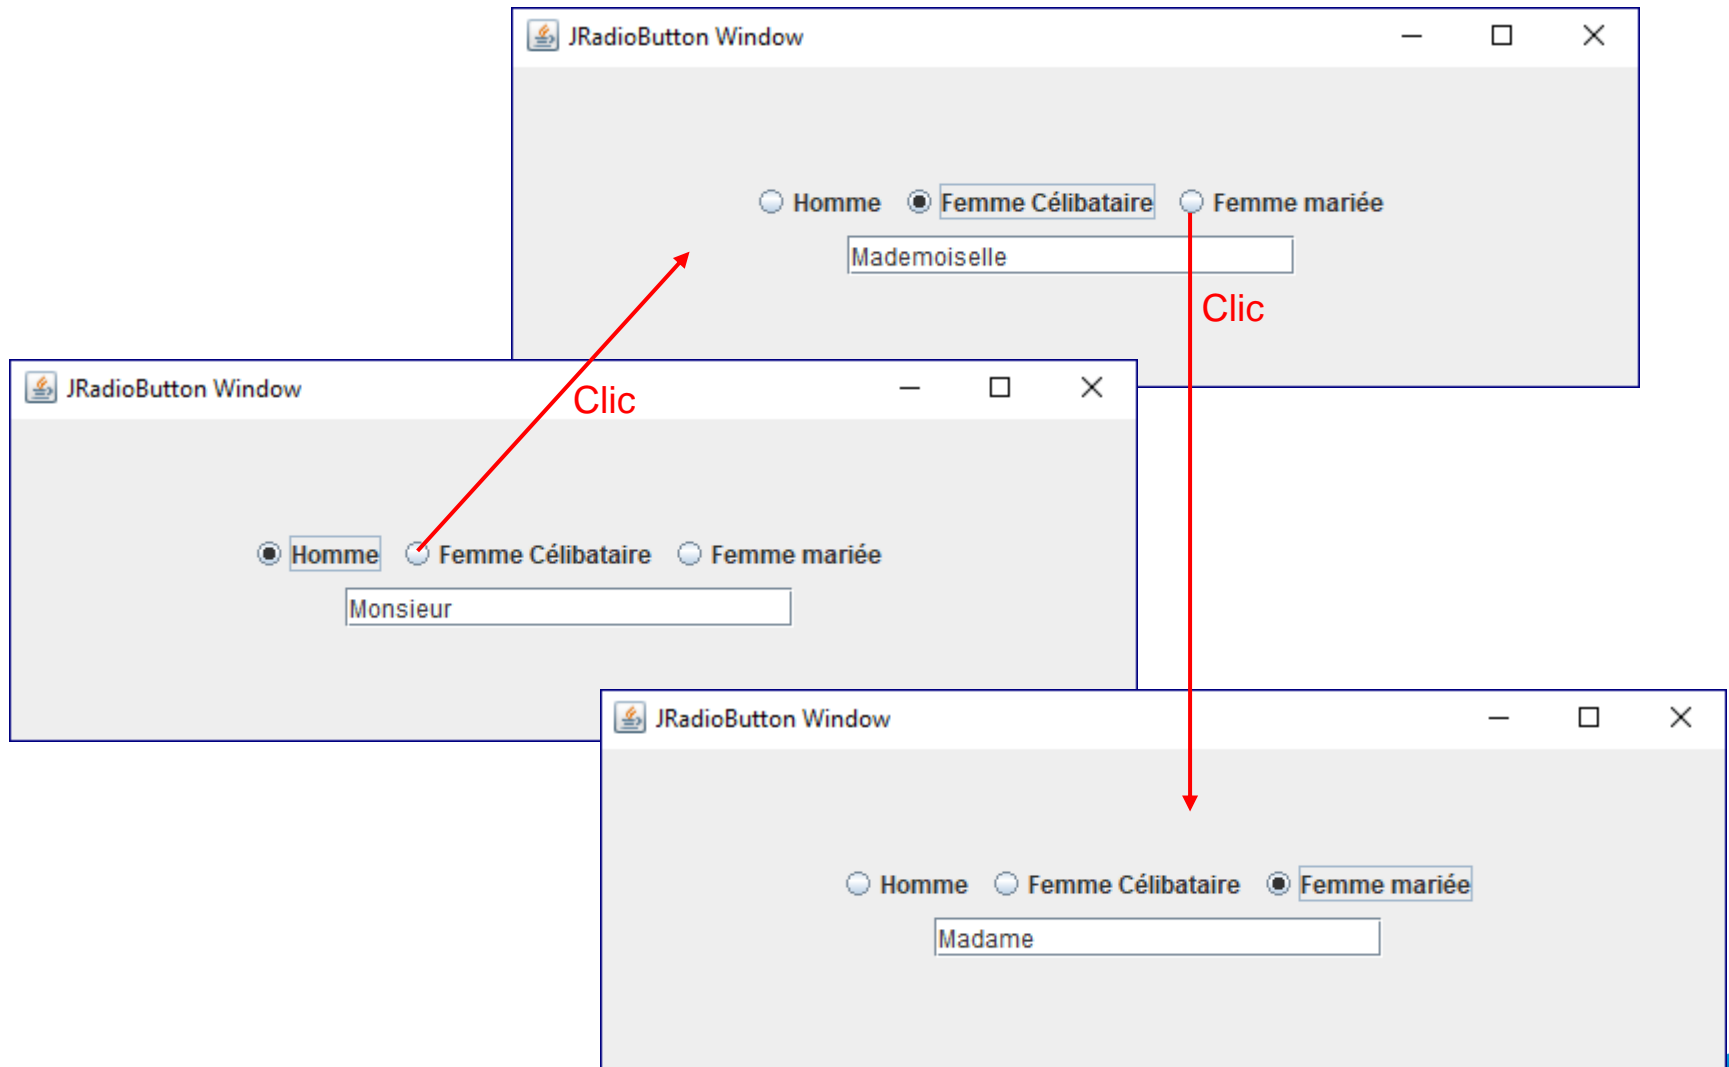 JRadioButton Window
Homme Femme Célibataire Femme mariée
Mademoiselle
Clic
JRadioButton Window
Clic
Homme Femme Célibataire Femme mariée
Monsieur
JRadioButton Window
Homme Femme Célibataire Femme mariée
Madame